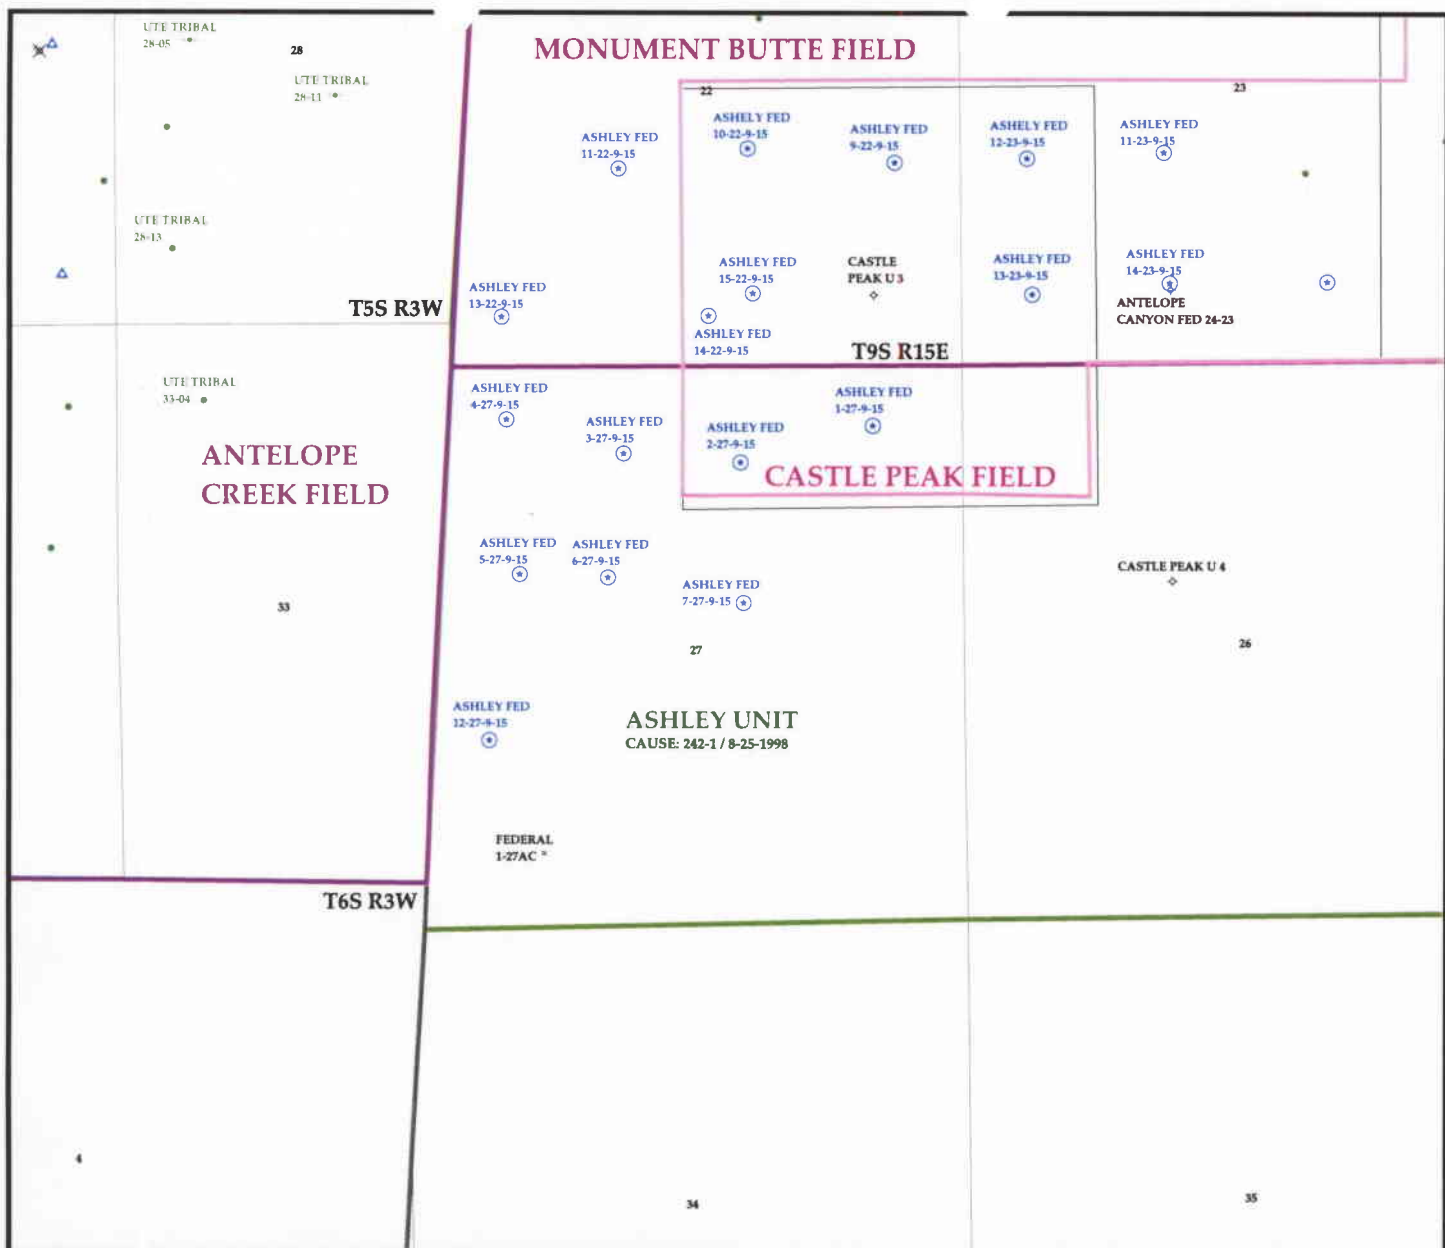 UTE TRIBAL
28-05
28
UTE TRIBAL
28-11
MONUMENT BUTTE FIELD
22
23
ASHLEY FED
11-22-9-15
ASHELY FED
10-22-9-15
ASHLEY FED
9-22-9-15
ASHELY FED
12-23-9-15
ASHLEY FED
11-23-9-15
UTE TRIBAL
28-13
ASHLEY FED
13-22-9-15
ASHLEY FED
15-22-9-15
CASTLE
PEAK U 3
ASHLEY FED
13-23-9-15
ASHLEY FED
14-23-9-15
ANTELOPE
CANYON FED 24-23
T5S R3W
ASHLEY FED
14-22-9-15
T9S R15E
UTE TRIBAL
33-04
ASHLEY FED
4-27-9-15
ASHLEY FED
3-27-9-15
ASHLEY FED
2-27-9-15
ASHLEY FED
1-27-9-15
ANTELOPE
CREEK FIELD
CASTLE PEAK FIELD
ASHLEY FED
5-27-9-15
ASHLEY FED
6-27-9-15
ASHLEY FED
7-27-9-15
CASTLE PEAK U 4
33
27
26
ASHLEY FED
12-27-9-15
ASHLEY UNIT
CAUSE: 242-1 / 8-25-1998
FEDERAL
1-27AC
T6S R3W
4
34
35